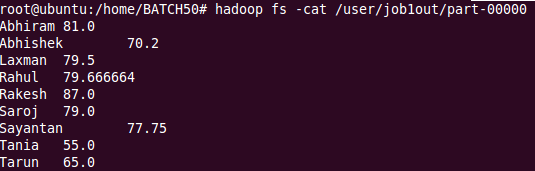 root@ubuntu:/home/BATCH50# hadoop fs -cat /user/job1out/part-00000
Abhiram 81.0
Abhishek        70.2
Laxman  79.5
Rahul   79.666664
Rakesh  87.0
Saroj   79.0
Sayantan        77.75
Tania   55.0
Tarun   65.0